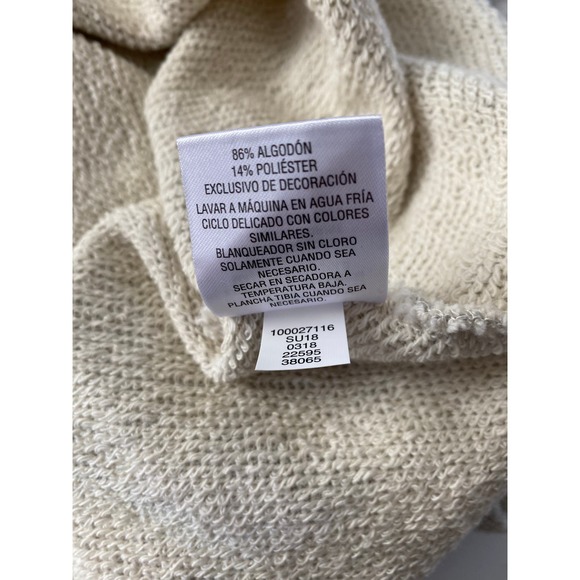 86% ALGODÓN
14% POLIÉSTER
EXCLUSIVO DE DECORACIÓN
LAVAR A MÁQUINA EN AGUA FRÍA
CICLO DELICADO CON COLORES
SIMILARES.
BLANQUEADOR SIN CLORO
SOLAMENTE CUANDO SEA
NECESARIO.
SECAR EN SECADORA A
TEMPERATURA BAJA.
PLANCHA TIBIA CUANDO SEA
NECESARIO.
100027116
SU18
0318
22595
38065